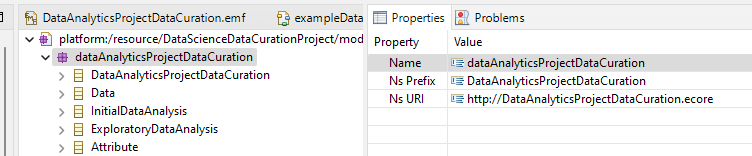 DataAnalyticsProjectDataCuration.emf
exampleData
platform:/resource/DataScienceDataCurationProject/mod
dataAnalyticsProjectDataCuration
DataAnalyticsProjectDataCuration
Data
InitialDataAnalysis
ExploratoryDataAnalysis
Attribute
Properties
Problems
Property Value
Name dataAnalyticsProjectDataCuration
Ns Prefix DataAnalyticsProjectDataCuration
Ns URI http://DataAnalyticsProjectDataCuration.ecore